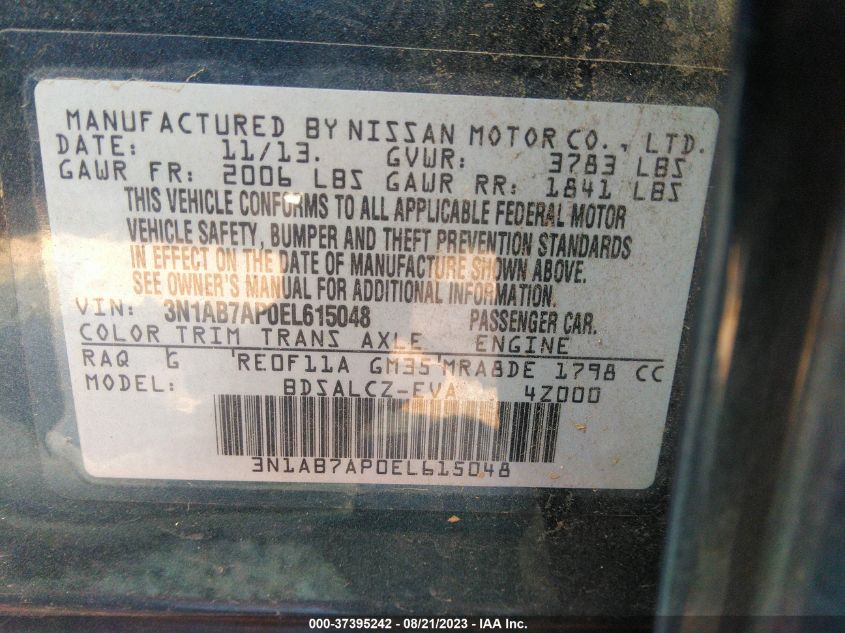 MANUFACTURED BY NISSAN MOTOR CO., LTD.
DATE: 11/13. GVWR: 3783 LBS
GAWR FR: 2006 LBS GAWR RR: 1841 LBS
THIS VEHICLE CONFORMS TO ALL APPLICABLE FEDERAL MOTOR
VEHICLE SAFETY, BUMPER AND THEFT PREVENTION STANDARDS
IN EFFECT ON THE DATE OF MANUFACTURE SHOWN ABOVE.
SEE OWNER'S MANUAL FOR ADDITIONAL INFORMATION.
VIN: 3N1AB7AP0EL615048 PASSENGER CAR.
COLOR TRIM TRANS AXLE ENGINE
RAQ G RE0F11A GM35 MRA8DE 1798 CC
MODEL: BDSALCZ-EVA 4Z000
3N1AB7AP0EL615048
000-37395242 - 08/21/2023 - IAA Inc.